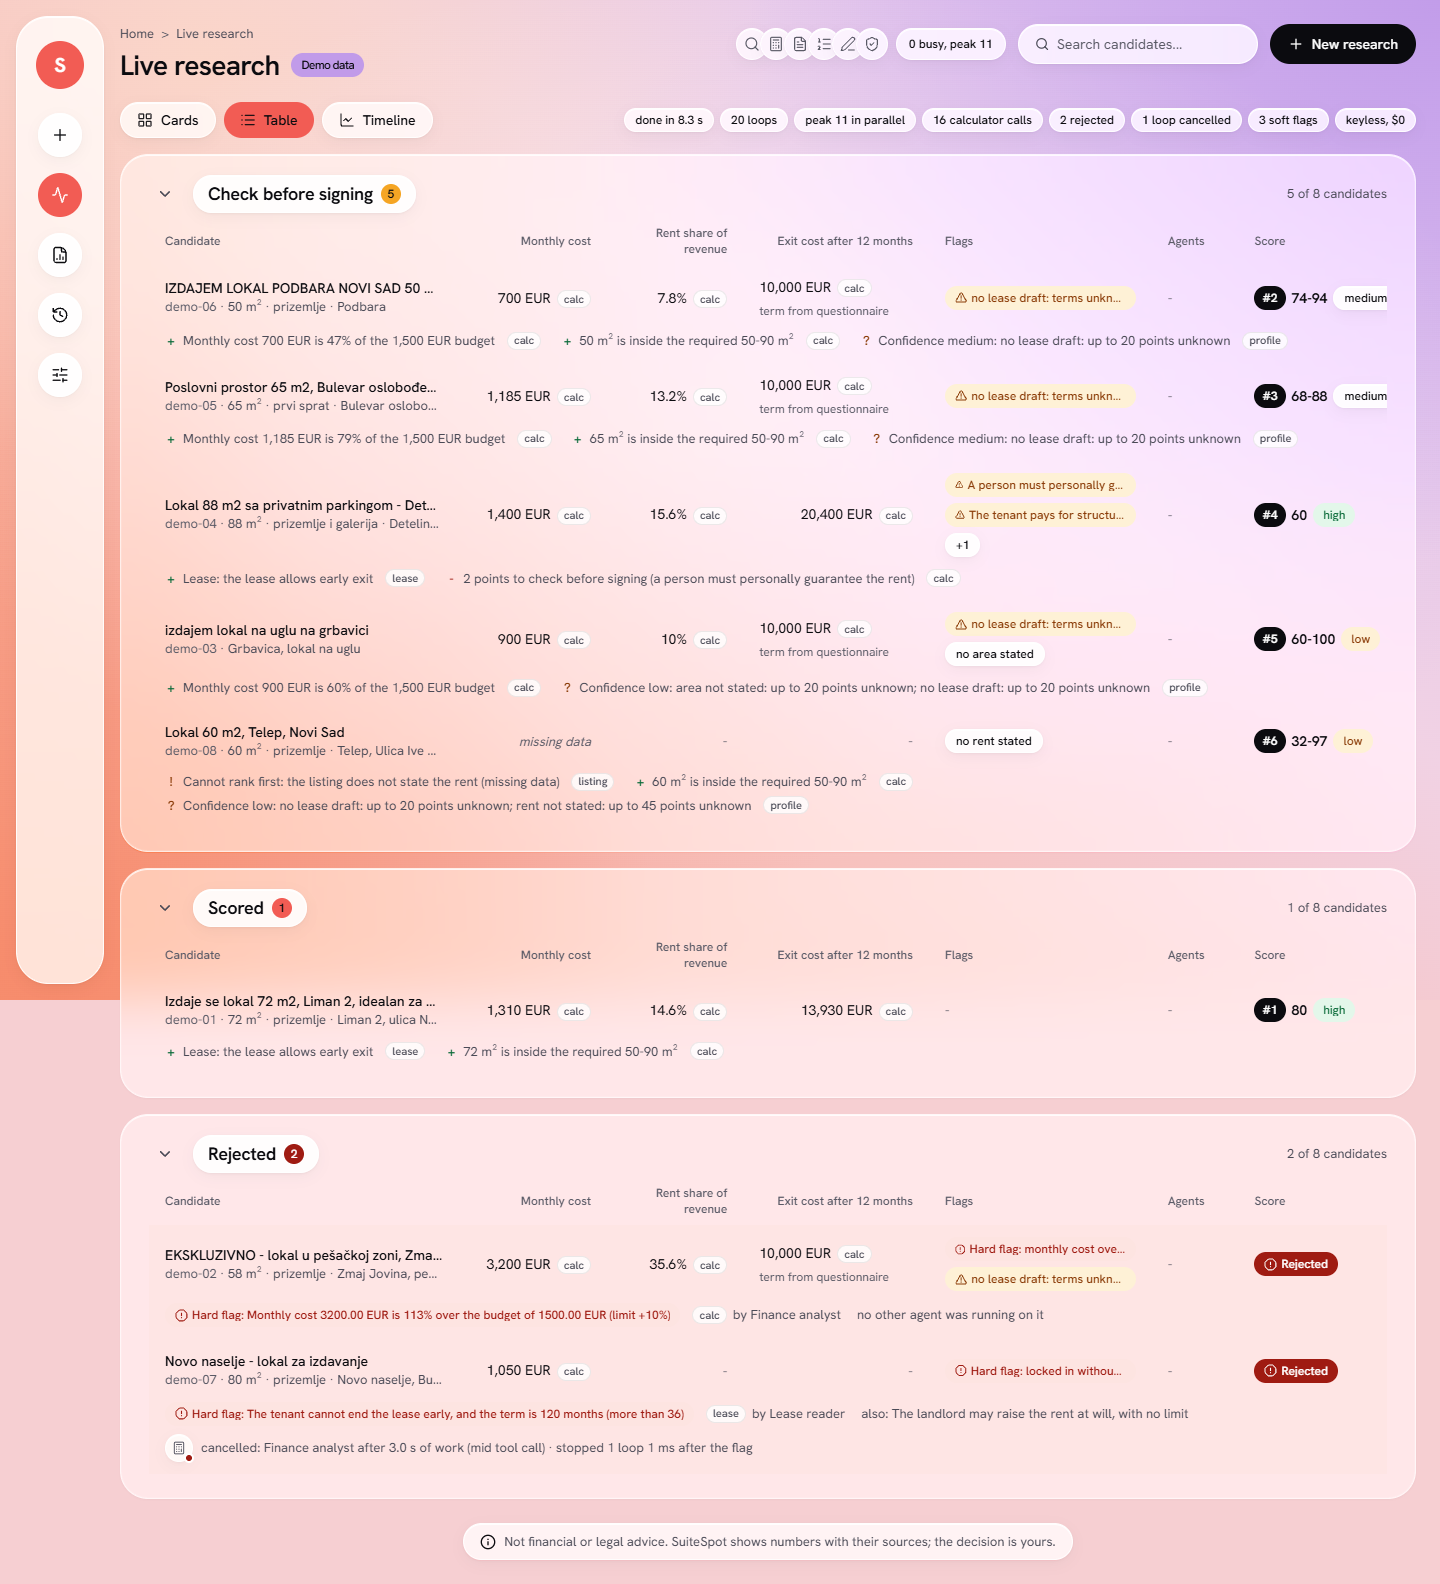 S
Home > Live research
Live research Demo data
0 busy, peak 11
Search candidates...
New research
Cards Table Timeline
done in 8.3 s 20 loops peak 11 in parallel 16 calculator calls 2 rejected 1 loop cancelled 3 soft flags keyless, $0
Check before signing 5
5 of 8 candidates
Candidate Monthly cost Rent share of revenue Exit cost after 12 months Flags Agents Score
IZDAJEM LOKAL PODBARA NOVI SAD 50 ...
demo-06 · 50 m² · prizemlje · Podbara
700 EUR calc 7.8% calc 10,000 EUR calc
term from questionnaire
no lease draft: terms unkn... - #2 74-94 medium
+ Monthly cost 700 EUR is 47% of the 1,500 EUR budget calc + 50 m² is inside the required 50-90 m² calc ? Confidence medium: no lease draft: up to 20 points unknown profile
Poslovni prostor 65 m2, Bulevar oslobođe...
demo-05 · 65 m² · prvi sprat · Bulevar oslobo...
1,185 EUR calc 13.2% calc 10,000 EUR calc
term from questionnaire
no lease draft: terms unkn... - #3 68-88 medium
+ Monthly cost 1,185 EUR is 79% of the 1,500 EUR budget calc + 65 m² is inside the required 50-90 m² calc ? Confidence medium: no lease draft: up to 20 points unknown profile
Lokal 88 m2 sa privatnim parkingom - Det...
demo-04 · 88 m² · prizemlje i galerija · Detelin...
1,400 EUR calc 15.6% calc 20,400 EUR calc
A person must personally g...
The tenant pays for structu...
+1
- #4 60 high
+ Lease: the lease allows early exit lease - 2 points to check before signing (a person must personally guarantee the rent) calc
izdajem lokal na uglu na grbavici
demo-03 · Grbavica, lokal na uglu
900 EUR calc 10% calc 10,000 EUR calc
term from questionnaire
no lease draft: terms unkn...
no area stated
- #5 60-100 low
+ Monthly cost 900 EUR is 60% of the 1,500 EUR budget calc ? Confidence low: area not stated: up to 20 points unknown; no lease draft: up to 20 points unknown profile
Lokal 60 m2, Telep, Novi Sad
demo-08 · 60 m² · prizemlje · Telep, Ulica Ive ...
missing data - - no rent stated - #6 32-97 low
! Cannot rank first: the listing does not state the rent (missing data) listing + 60 m² is inside the required 50-90 m² calc
? Confidence low: no lease draft: up to 20 points unknown; rent not stated: up to 45 points unknown profile
Scored 1
1 of 8 candidates
Candidate Monthly cost Rent share of revenue Exit cost after 12 months Flags Agents Score
Izdaje se lokal 72 m2, Liman 2, idealan za ...
demo-01 · 72 m² · prizemlje · Liman 2, ulica N...
1,310 EUR calc 14.6% calc 13,930 EUR calc - - #1 80 high
+ Lease: the lease allows early exit lease + 72 m² is inside the required 50-90 m² calc
Rejected 2
2 of 8 candidates
Candidate Monthly cost Rent share of revenue Exit cost after 12 months Flags Agents Score
EKSKLUZIVNO - lokal u pešačkoj zoni, Zma...
demo-02 · 58 m² · prizemlje · Zmaj Jovina, pe...
3,200 EUR calc 35.6% calc 10,000 EUR calc
term from questionnaire
Hard flag: monthly cost ove...
no lease draft: terms unkn...
- Rejected
Hard flag: Monthly cost 3200.00 EUR is 113% over the budget of 1500.00 EUR (limit +10%) calc by Finance analyst no other agent was running on it
Novo naselje - lokal za izdavanje
demo-07 · 80 m² · prizemlje · Novo naselje, Bu...
1,050 EUR calc - - Hard flag: locked in withou... - Rejected
Hard flag: The tenant cannot end the lease early, and the term is 120 months (more than 36) lease by Lease reader also: The landlord may raise the rent at will, with no limit
cancelled: Finance analyst after 3.0 s of work (mid tool call) · stopped 1 loop 1 ms after the flag
Not financial or legal advice. SuiteSpot shows numbers with their sources; the decision is yours.